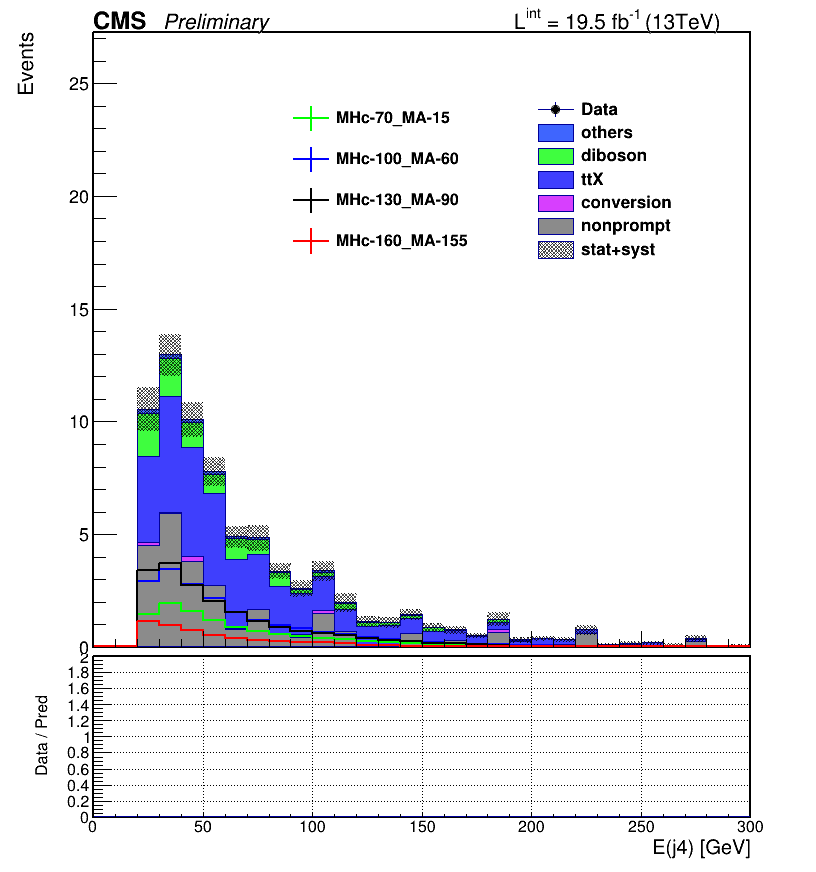 CMS Preliminary L^int = 19.5 fb^-1 (13TeV)
Events
25
20
15
10
5
0
MHc-70_MA-15
MHc-100_MA-60
MHc-130_MA-90
MHc-160_MA-155
Data
others
diboson
ttX
conversion
nonprompt
stat+syst
Data / Pred
2
1.8
1.6
1.4
1.2
1
0.8
0.6
0.4
0.2
0
0 50 100 150 200 250 300
E(j4) [GeV]